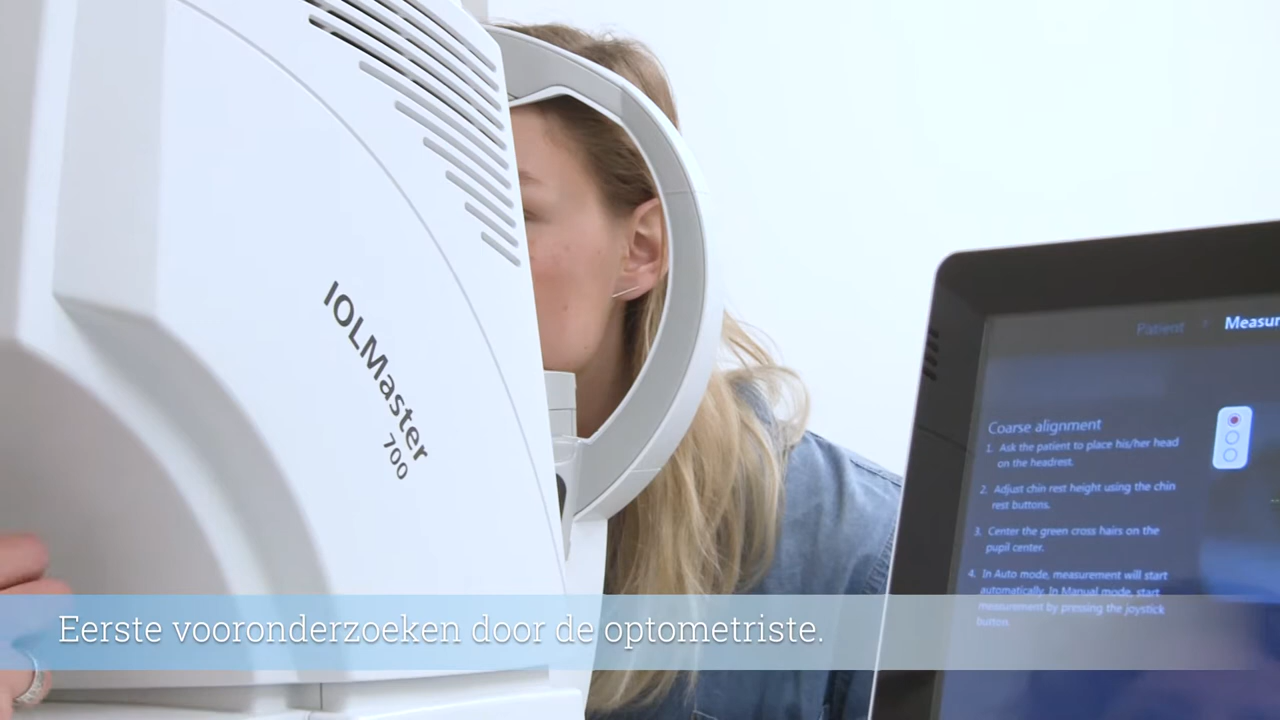 IOLMaster
700
Patient
Measur
Coarse alignment
1. Ask the patient to place his/her head
on the headrest.
2. Adjust chin rest height using the chin
rest buttons.
3. Center the green cross hairs on the
pupil center.
4. In Auto mode, measurement will start
automatically. In Manual mode, start
measurement by pressing the joystick
button.
Eerste vooronderzoeken door de optometriste.